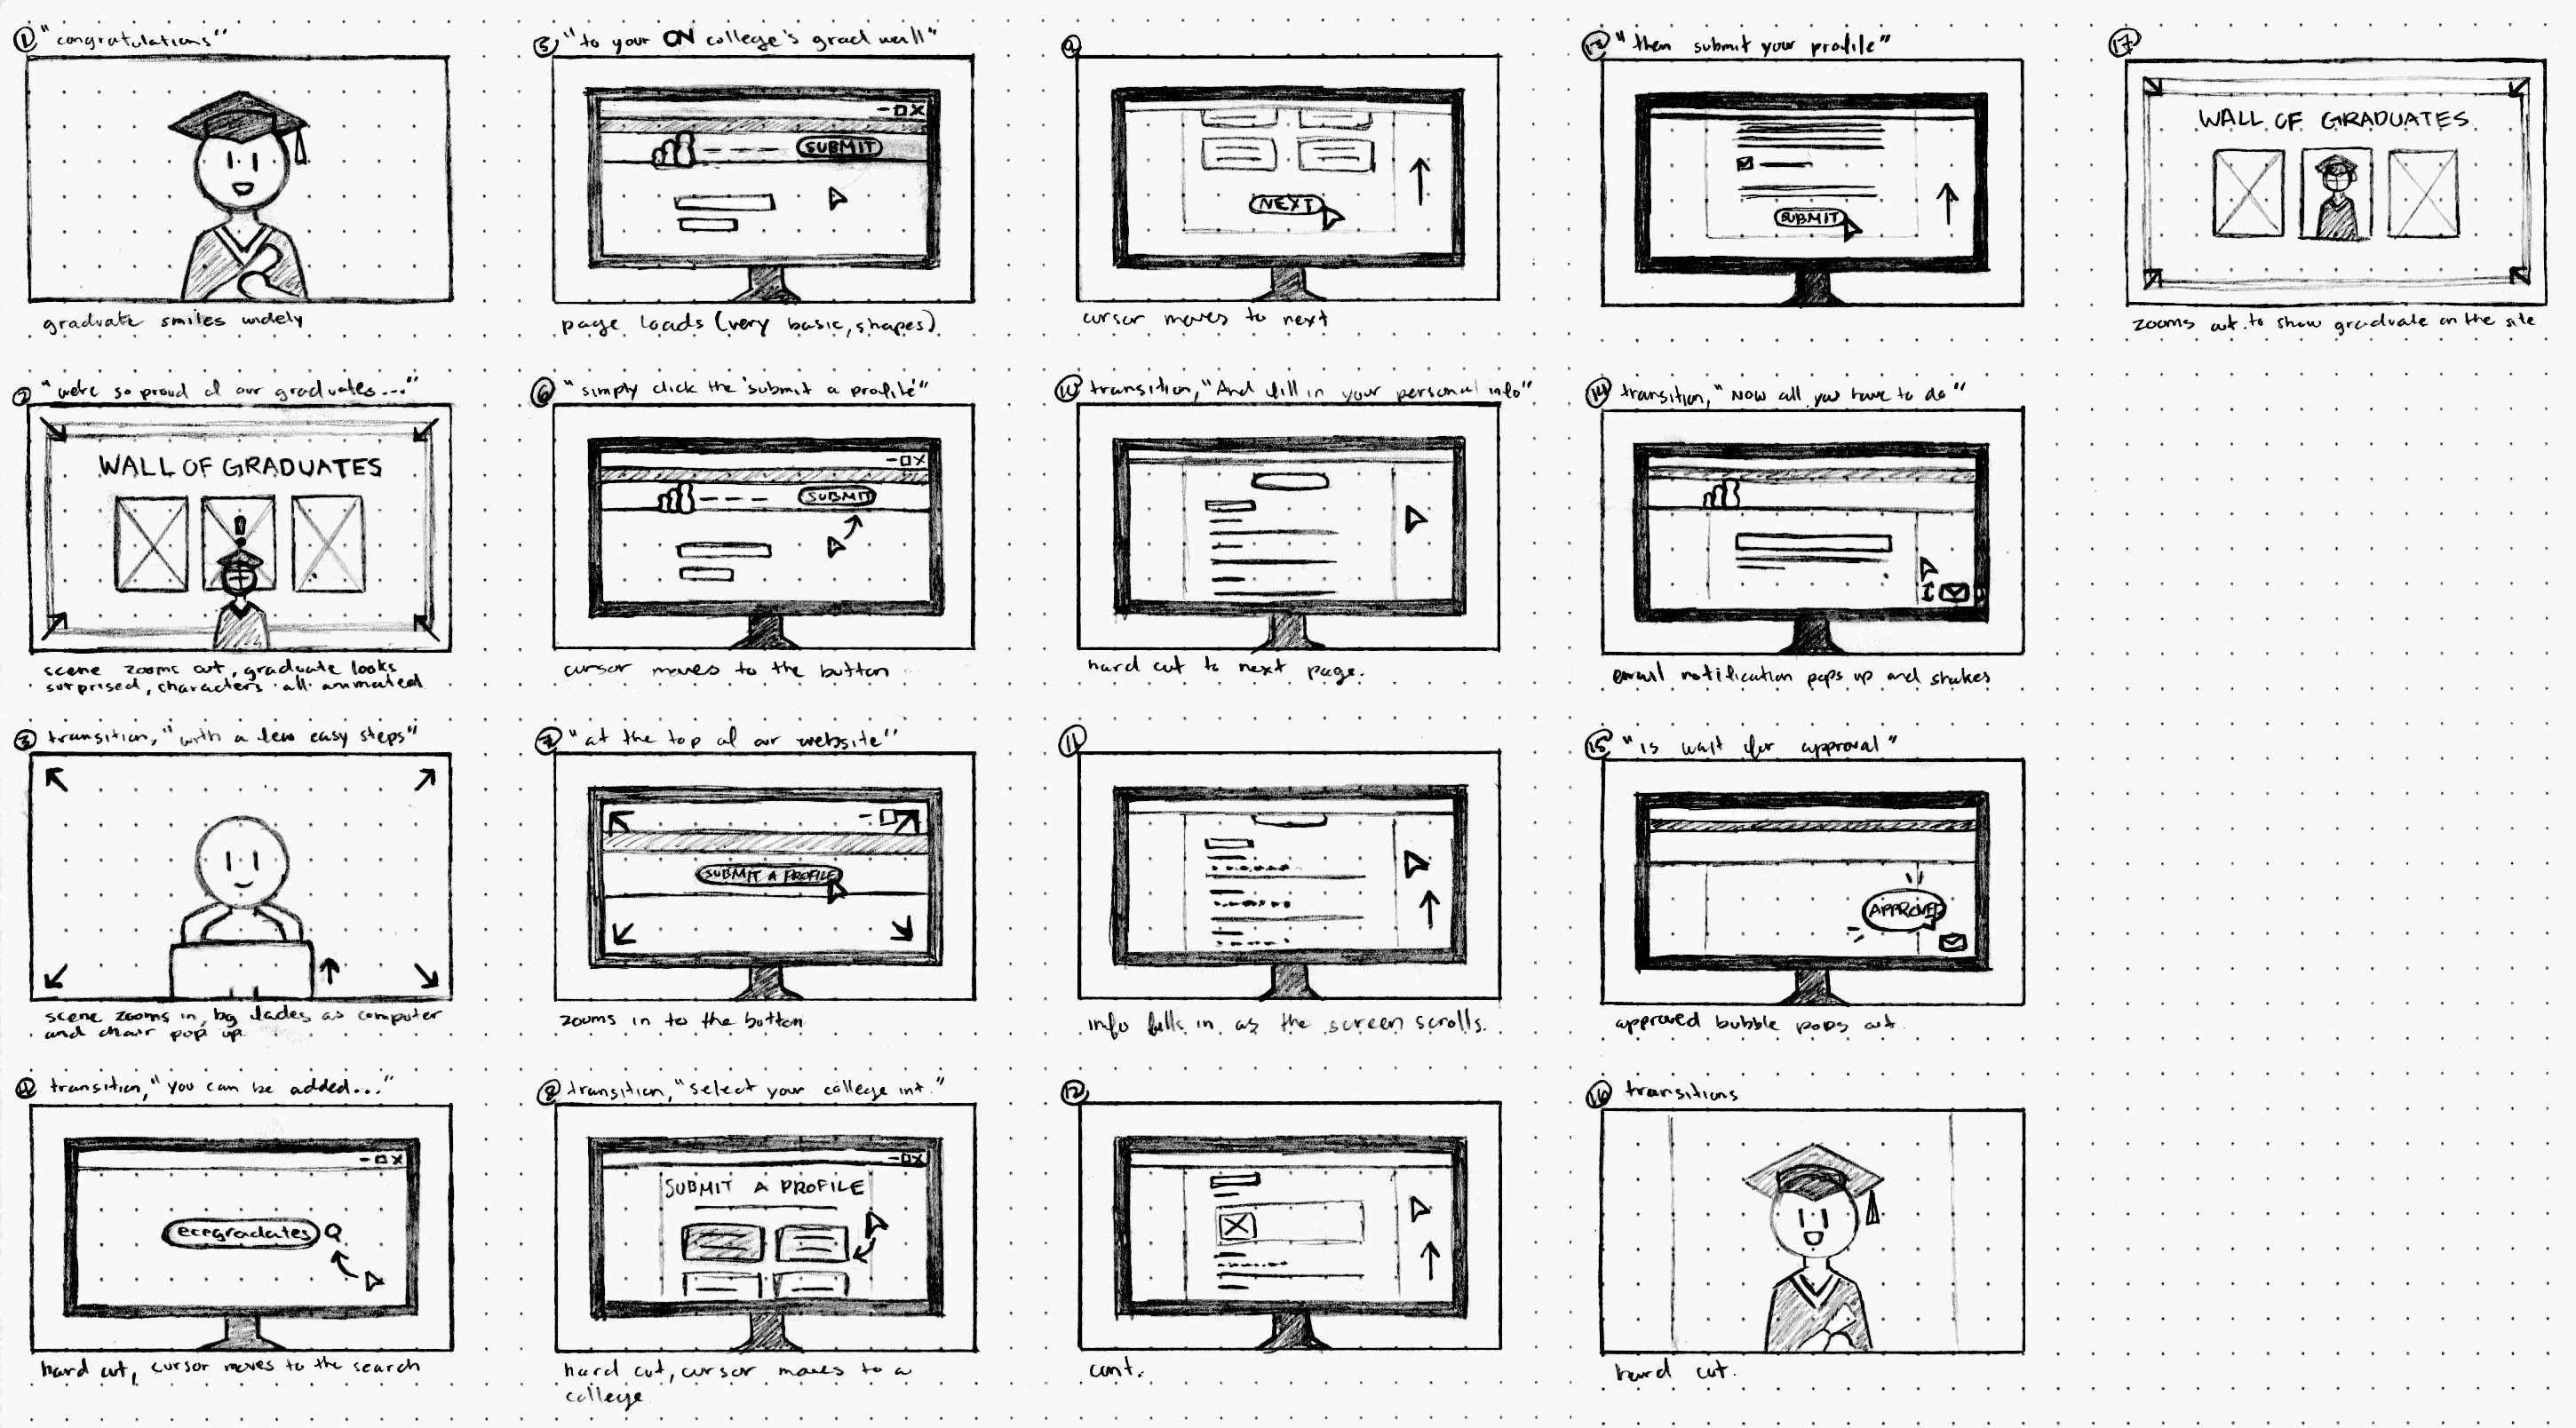 1 "congratulations"
graduate smiles widely
2 "we're so proud of our graduates..."
WALL OF GRADUATES
!
scene zooms out, graduate looks
surprised, characters all animated
3 transition, "with a few easy steps"
scene zooms in, bg fades as computer
and chair pop up
4 transition, "you can be added..."
ecegradates
hard cut, cursor moves to the search
5 "to your ON college's grad wall"
SUBMIT
page loads (very basic, shapes)
6 "simply click the 'submit a profile'"
SUBMIT
cursor moves to the button
7 "at the top of our website"
SUBMIT A PROFILE
zooms in to the button
8 transition, "select your college int."
SUBMIT A PROFILE
hard cut, cursor moves to a
college
9
NEXT
cursor moves to next
10 transition, "And fill in your personal info"
hard cut to next page.
11
info fills in as the screen scrolls.
12
cont.
13 "then submit your profile"
SUBMIT
14 transition, "Now all you have to do"
email notification pops up and shakes
15 "is wait for approval"
APPROVED
approved bubble pops out
16 transitions
hard cut.
17
WALL OF GRADUATES
zooms out to show graduate on the site